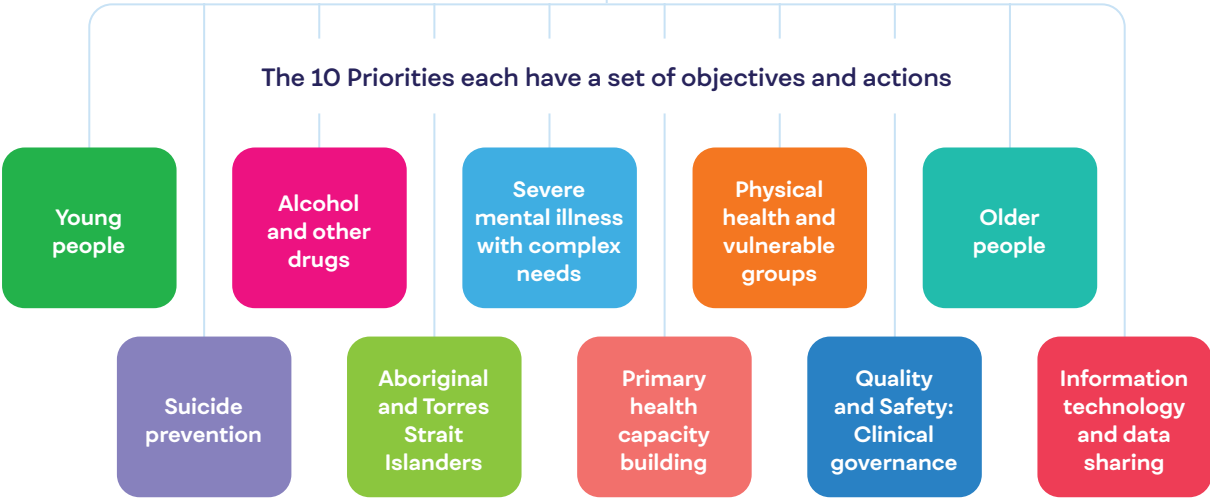 The 10 Priorities each have a set of objectives and actions
Young
people
Alcohol
and other
drugs
Severe
mental illness
with complex
needs
Physical
health and
vulnerable
groups
Older
people
Suicide
prevention
Aboriginal
and Torres
Strait
Islanders
Primary
health
capacity
building
Quality
and Safety:
Clinical
governance
Information
technology
and data
sharing